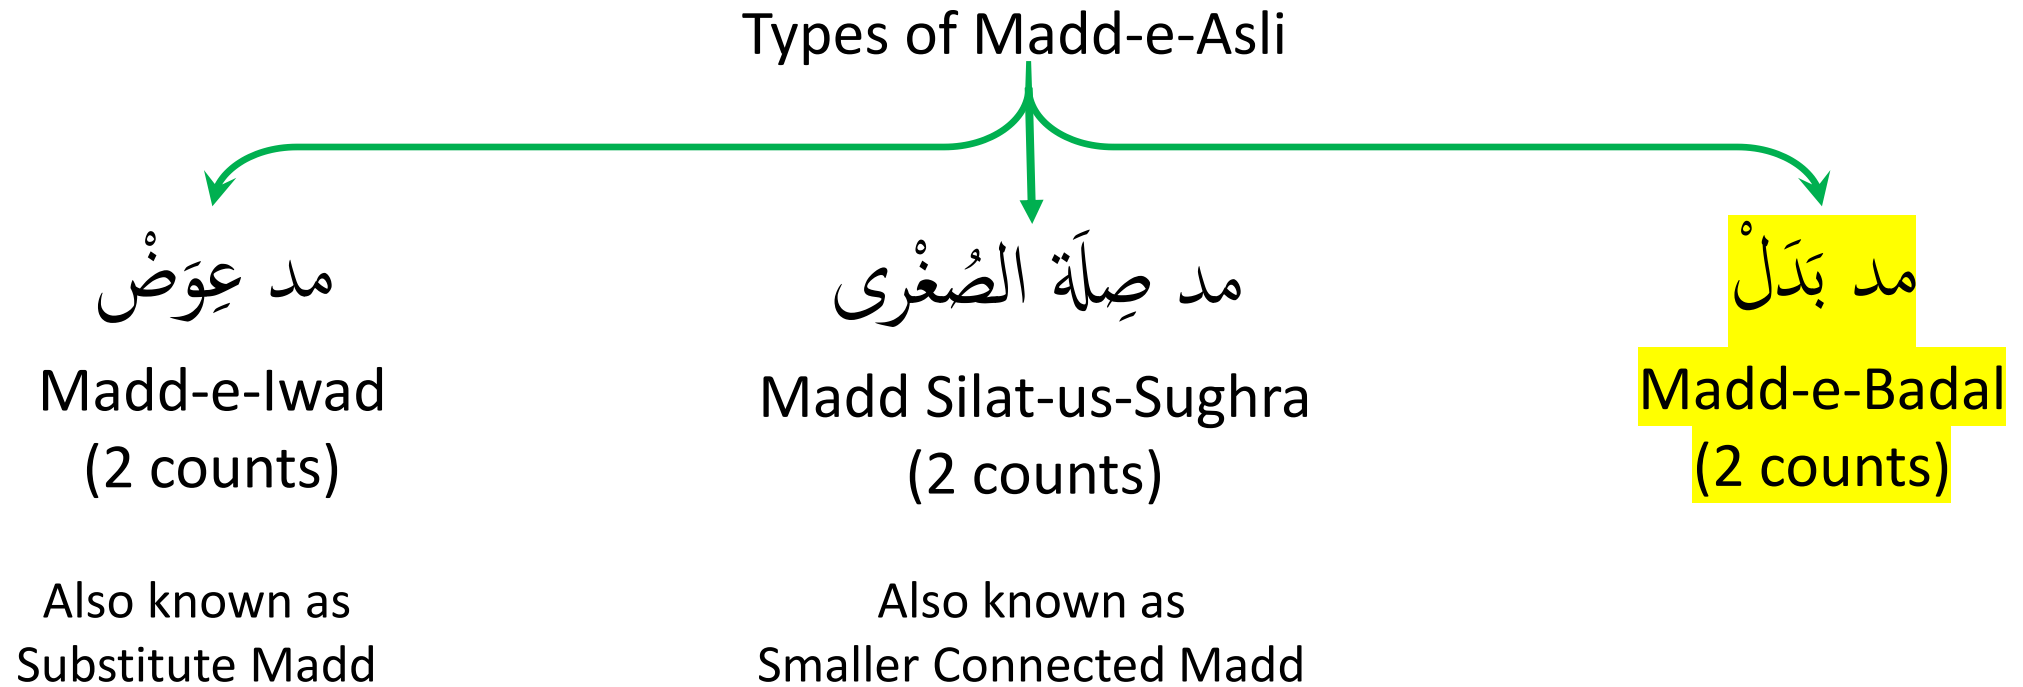 Types of Madd-e-Asli
مد عِوَضْ
Madd-e-Iwad
(2 counts)
Also known as
Substitute Madd
مد صِلَة الصُغْرى
Madd Silat-us-Sughra
(2 counts)
Also known as
Smaller Connected Madd
مد بَدَلْ
Madd-e-Badal
(2 counts)